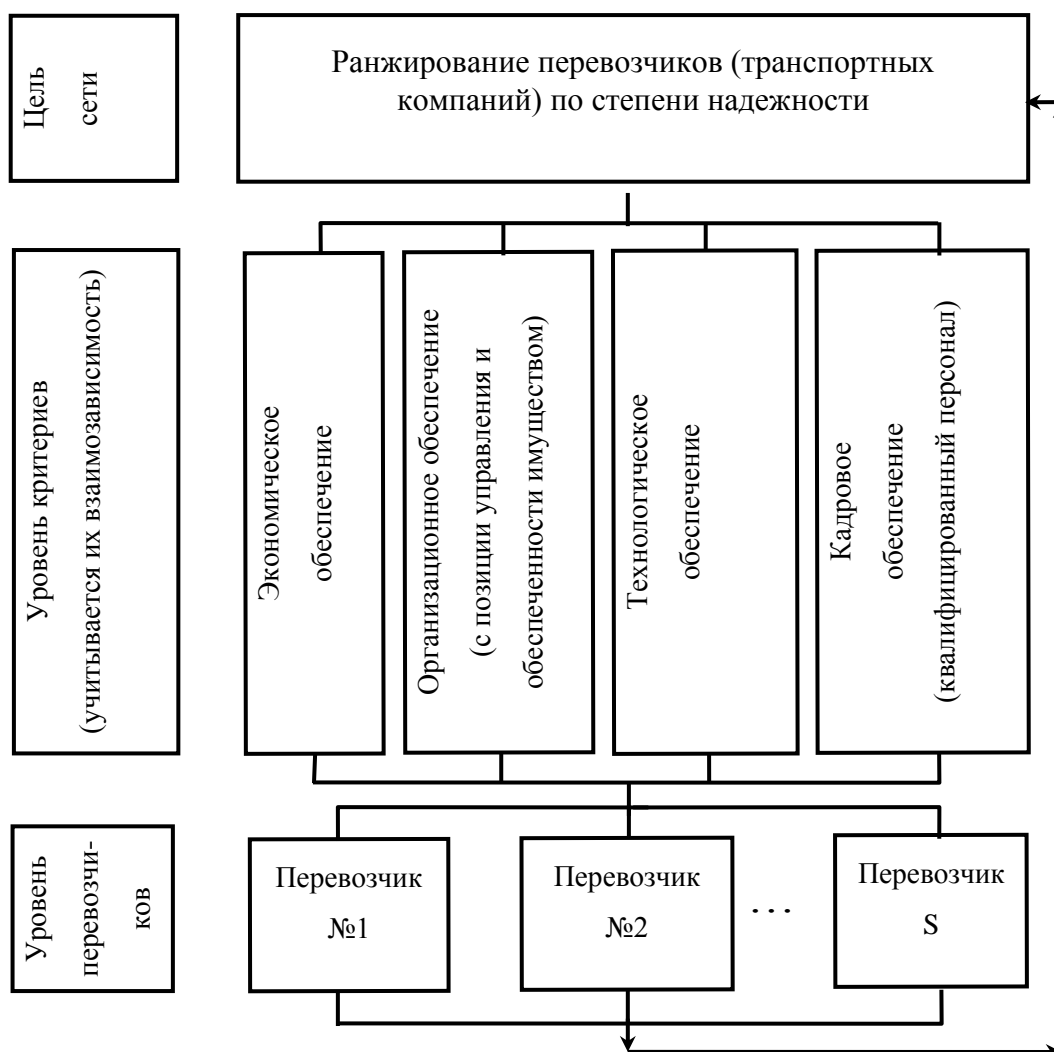 Цель
сети
Ранжирование перевозчиков (транспортных
компаний) по степени надежности
Уровень критериев
(учитывается их взаимозависимость)
Экономическое
обеспечение
Организационное обеспечение
(с позиции управления и
обеспеченности имуществом)
Технологическое
обеспечение
Кадровое
обеспечение
(квалифицированный персонал)
Уровень
перевозчи-
ков
Перевозчик
№1
Перевозчик
№2
...
Перевозчик
S